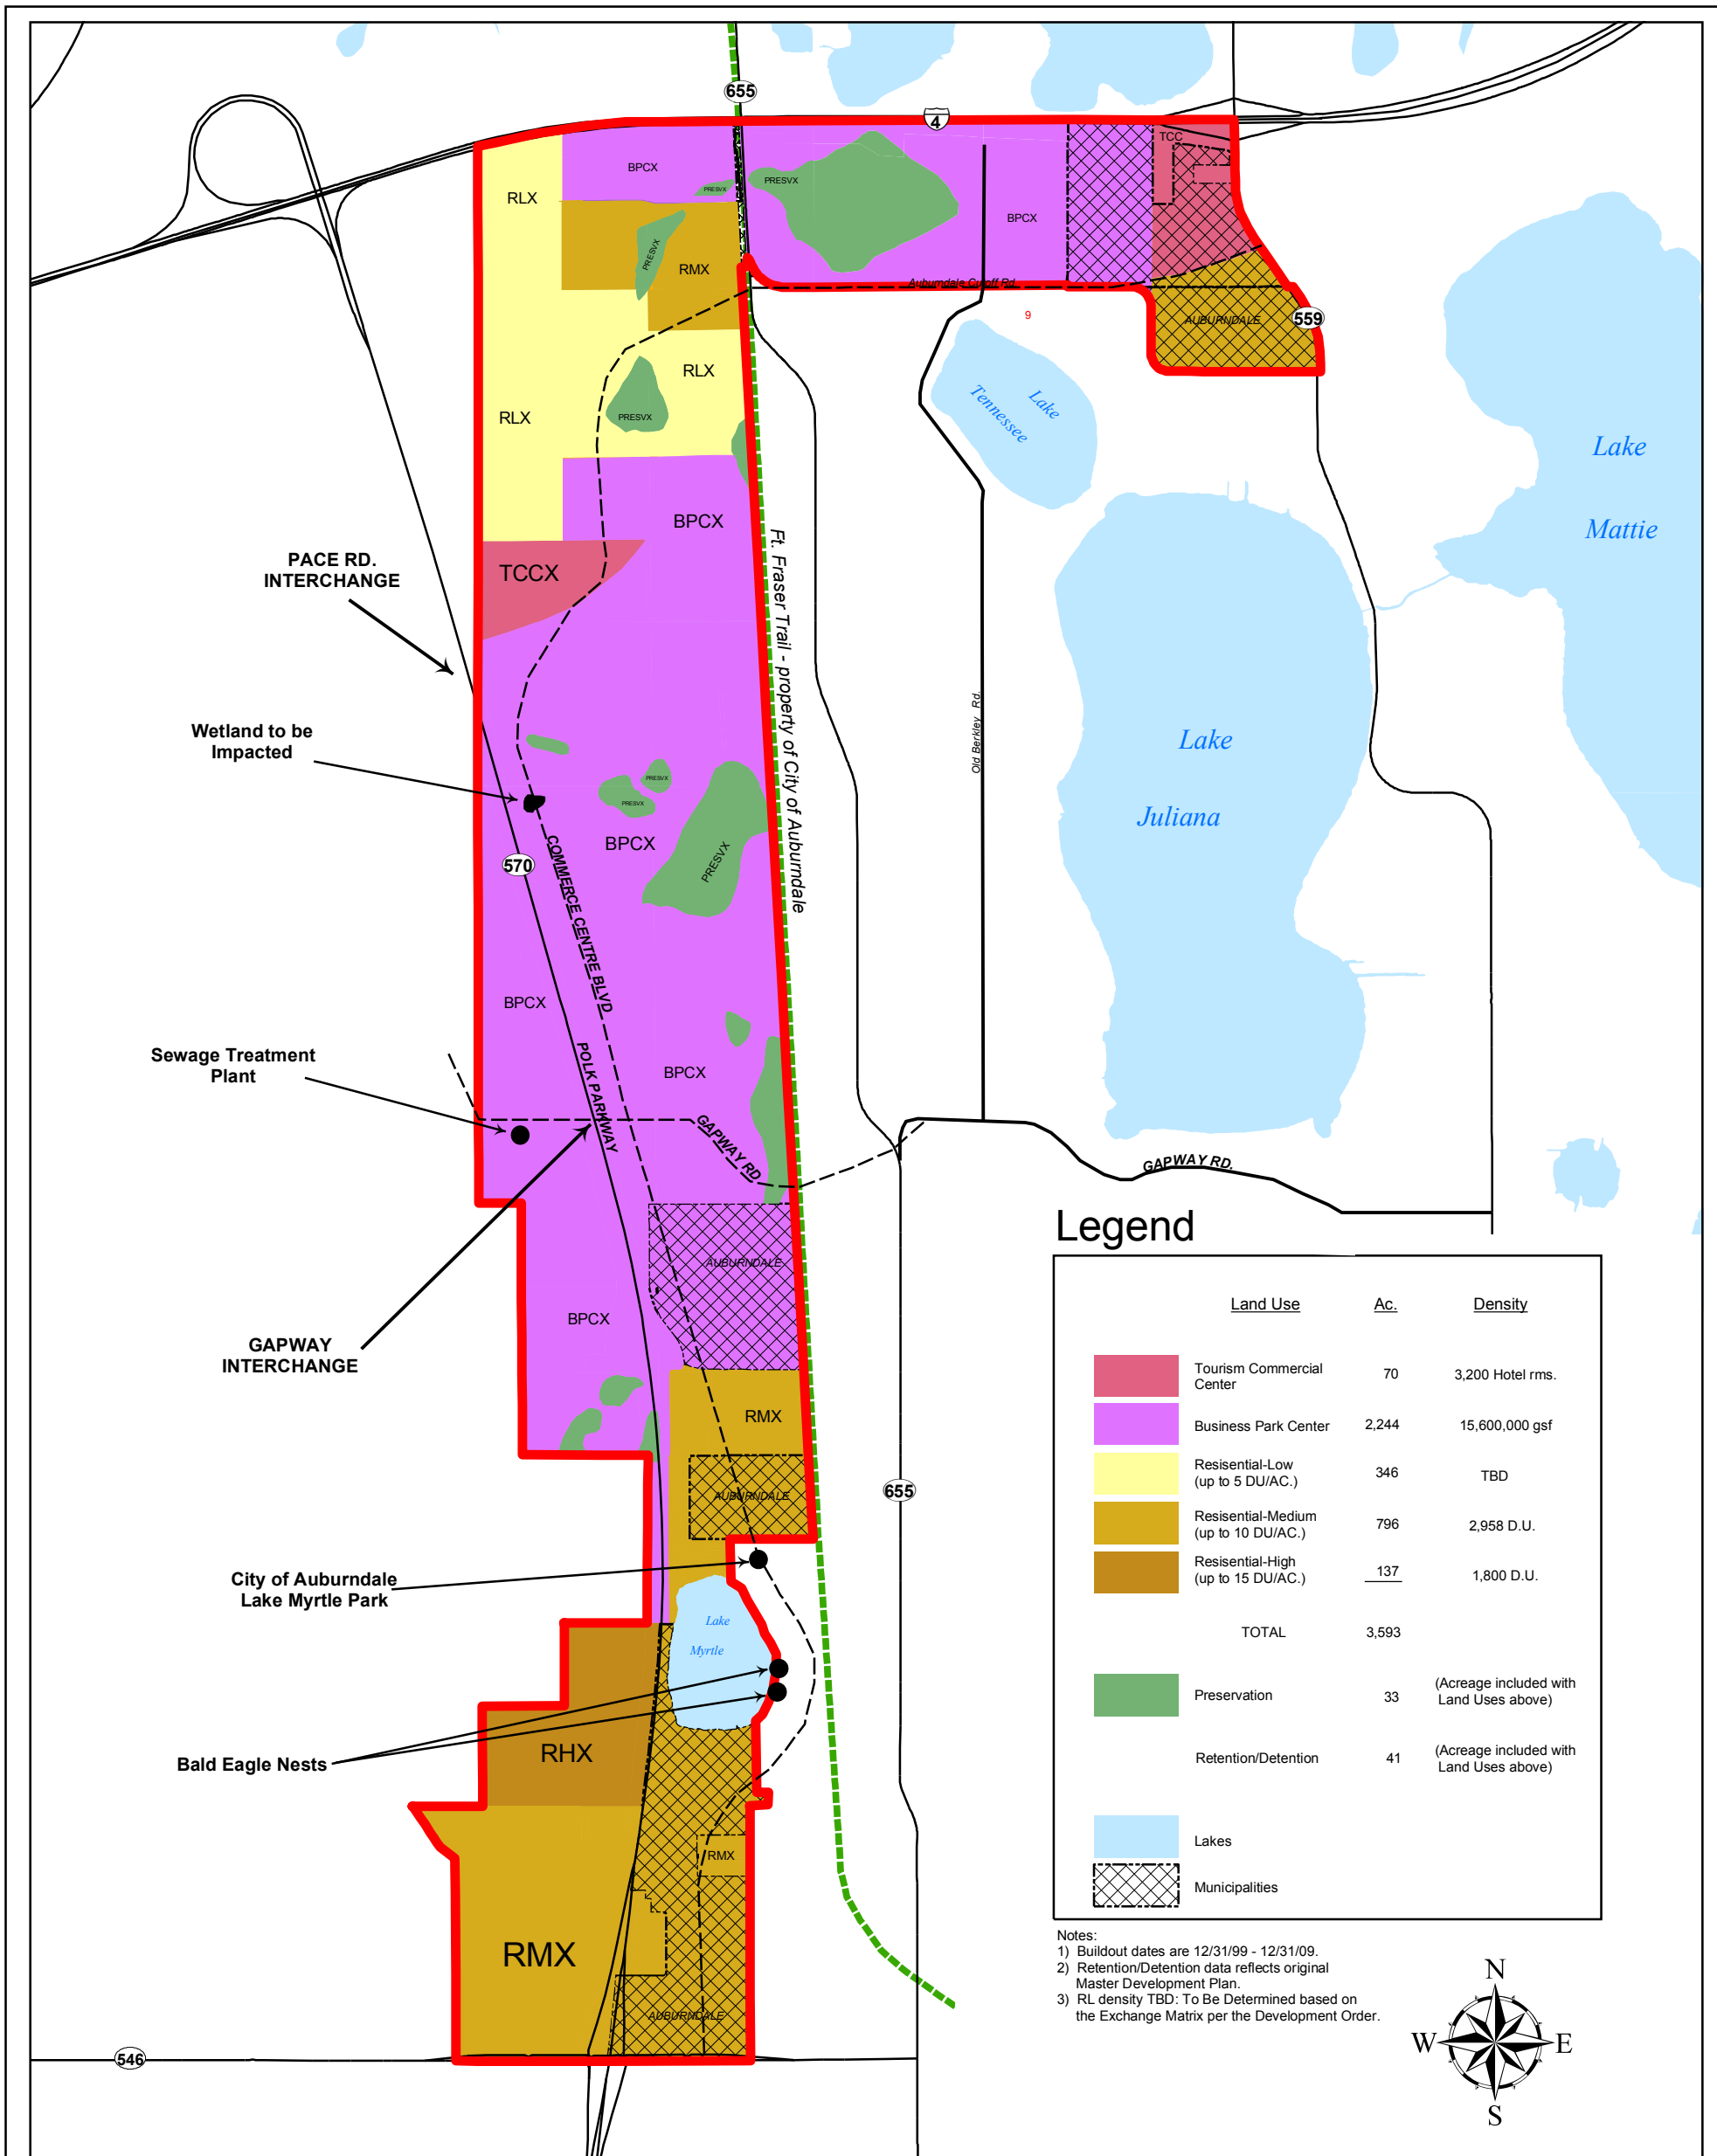 655
4
TCC
BPCX
PRESVX
PRESVX
RLX
BPCX
PRESVX
RMX
Auburndale Cutoff Rd.
9
AUBURNDALE
559
RLX
Lake
Tennessee
RLX
PRESVX
Lake
Mattie
BPCX
PACE RD.
INTERCHANGE
TCCX
Ft. Fraser Trail - property of City of Auburndale
Old Berkley Rd.
Wetland to be
Impacted
Lake
Juliana
PRESVX
PRESVX
BPCX
PRESVX
570
COMMERCE CENTRE BLVD
BPCX
POLK PARKWAY
Sewage Treatment
Plant
BPCX
GAPWAY RD
GAPWAY RD.
AUBURNDALE
BPCX
GAPWAY
INTERCHANGE
RMX
AUBURNDALE
655
City of Auburndale
Lake Myrtle Park
Lake
Myrtle
RHX
Bald Eagle Nests
RMX
RMX
AUBURNDALE
546
Legend
Land Use Ac. Density
Tourism Commercial
Center 70 3,200 Hotel rms.
Business Park Center 2,244 15,600,000 gsf
Resisential-Low
(up to 5 DU/AC.) 346 TBD
Resisential-Medium
(up to 10 DU/AC.) 796 2,958 D.U.
Resisential-High
(up to 15 DU/AC.) 137 1,800 D.U.
TOTAL 3,593
Preservation 33 (Acreage included with
Land Uses above)
Retention/Detention 41 (Acreage included with
Land Uses above)
Lakes
Municipalities
Notes:
1) Buildout dates are 12/31/99 - 12/31/09.
2) Retention/Detention data reflects original
Master Development Plan.
3) RL density TBD: To Be Determined based on
the Exchange Matrix per the Development Order.
N
W E
S